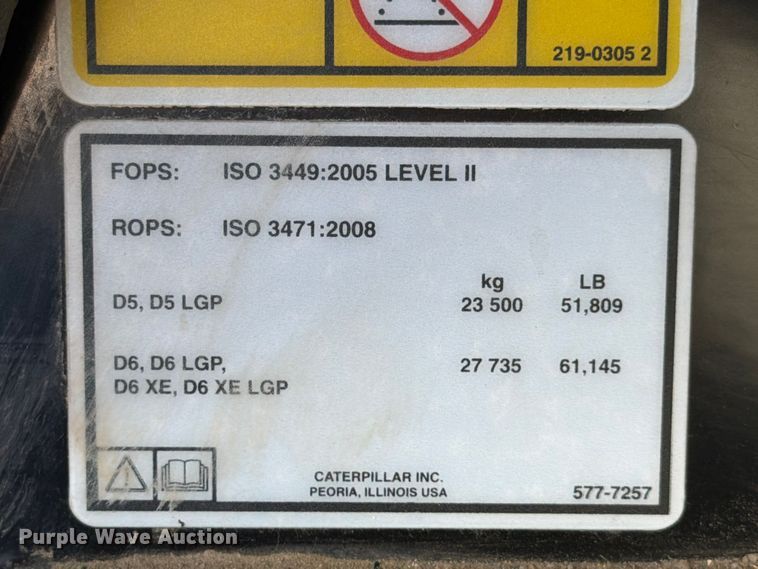 219-0305 2
FOPS: ISO 3449:2005 LEVEL II
ROPS: ISO 3471:2008
kg LB
D5, D5 LGP 23 500 51,809
D6, D6 LGP, 27 735 61,145
D6 XE, D6 XE LGP
CATERPILLAR INC.
PEORIA, ILLINOIS USA 577-7257
Purple Wave Auction